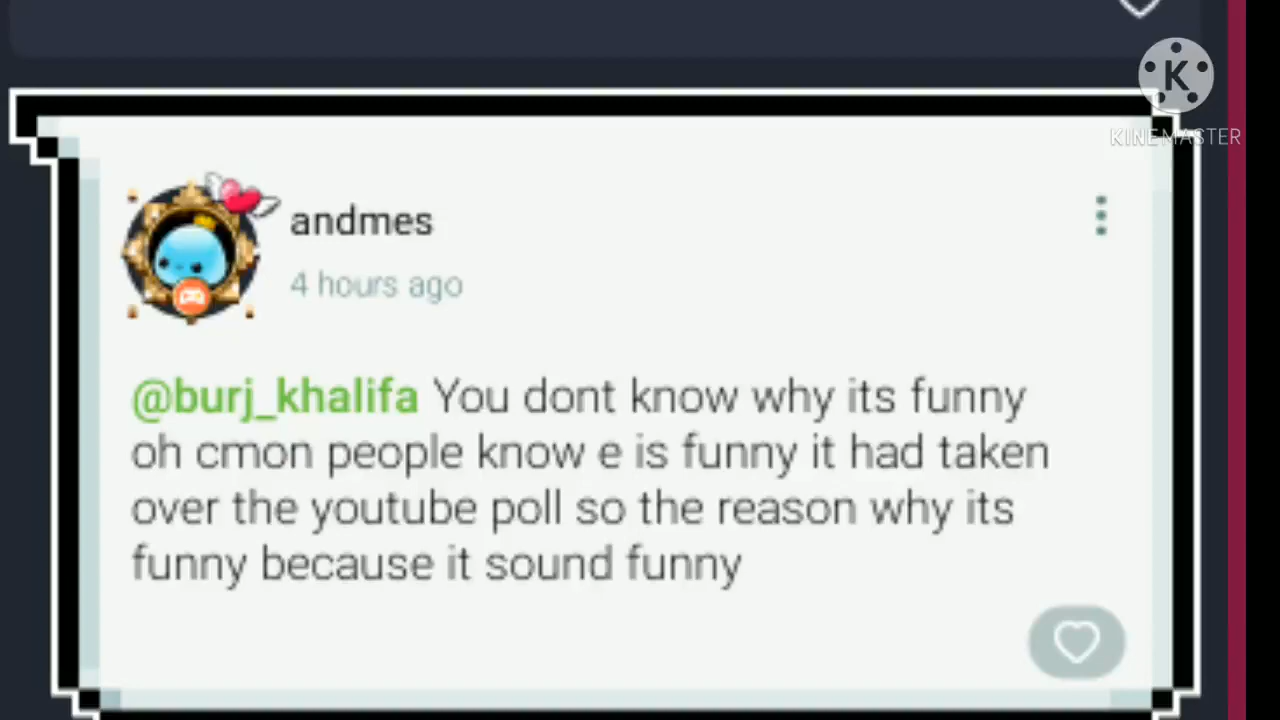 K
KINEMASTER
andmes
4 hours ago
@burj_khalifa You dont know why its funny
oh cmon people know e is funny it had taken
over the youtube poll so the reason why its
funny because it sound funny